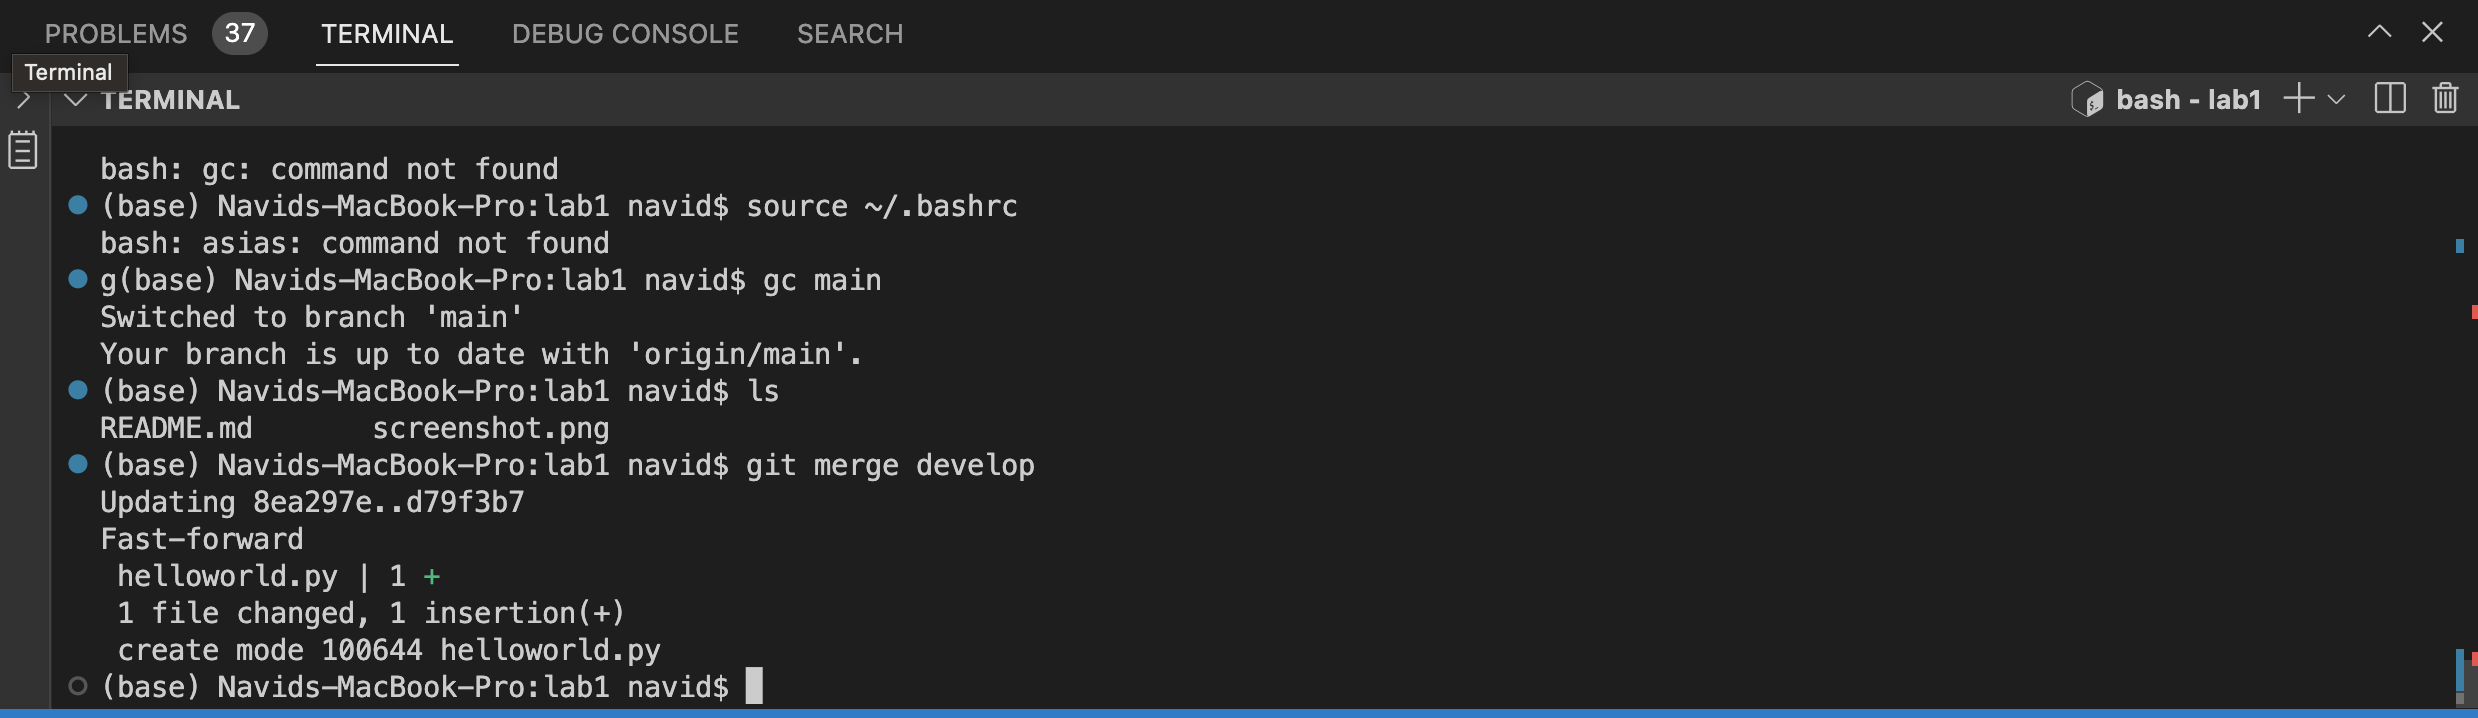 PROBLEMS 37 TERMINAL DEBUG CONSOLE SEARCH
Terminal
TERMINAL bash - lab1
bash: gc: command not found
(base) Navids-MacBook-Pro:lab1 navid$ source ~/.bashrc
bash: asias: command not found
g(base) Navids-MacBook-Pro:lab1 navid$ gc main
Switched to branch 'main'
Your branch is up to date with 'origin/main'.
(base) Navids-MacBook-Pro:lab1 navid$ ls
README.md       screenshot.png
(base) Navids-MacBook-Pro:lab1 navid$ git merge develop
Updating 8ea297e..d79f3b7
Fast-forward
 helloworld.py | 1 +
 1 file changed, 1 insertion(+)
 create mode 100644 helloworld.py
(base) Navids-MacBook-Pro:lab1 navid$